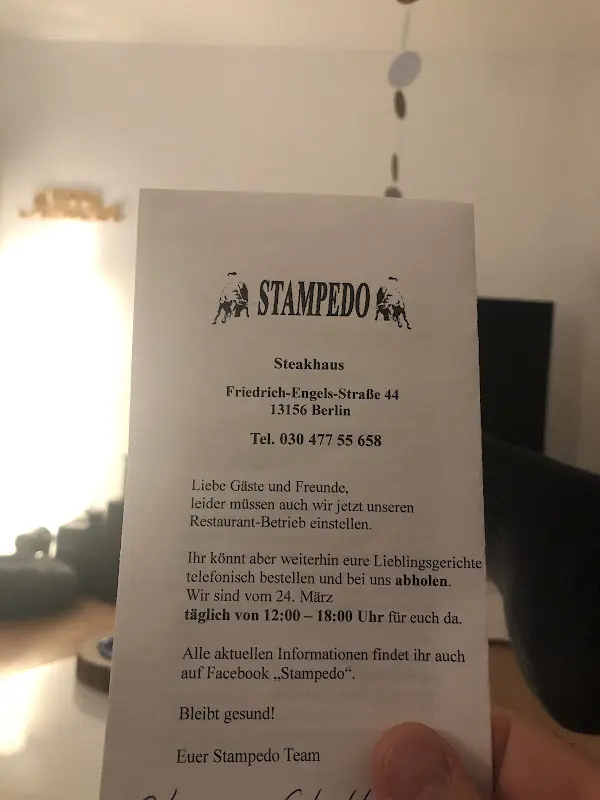 STAMPEDO
Steakhaus
Friedrich-Engels-Straße 44
13156 Berlin
Tel. 030 477 55 658
Liebe Gäste und Freunde,
leider müssen auch wir jetzt unseren
Restaurant-Betrieb einstellen.
Ihr könnt aber weiterhin eure Lieblingsgerichte
telefonisch bestellen und bei uns abholen.
Wir sind vom 24. März
täglich von 12:00 – 18:00 Uhr für euch da.
Alle aktuellen Informationen findet ihr auch
auf Facebook „Stampedo“.
Bleibt gesund!
Euer Stampedo Team